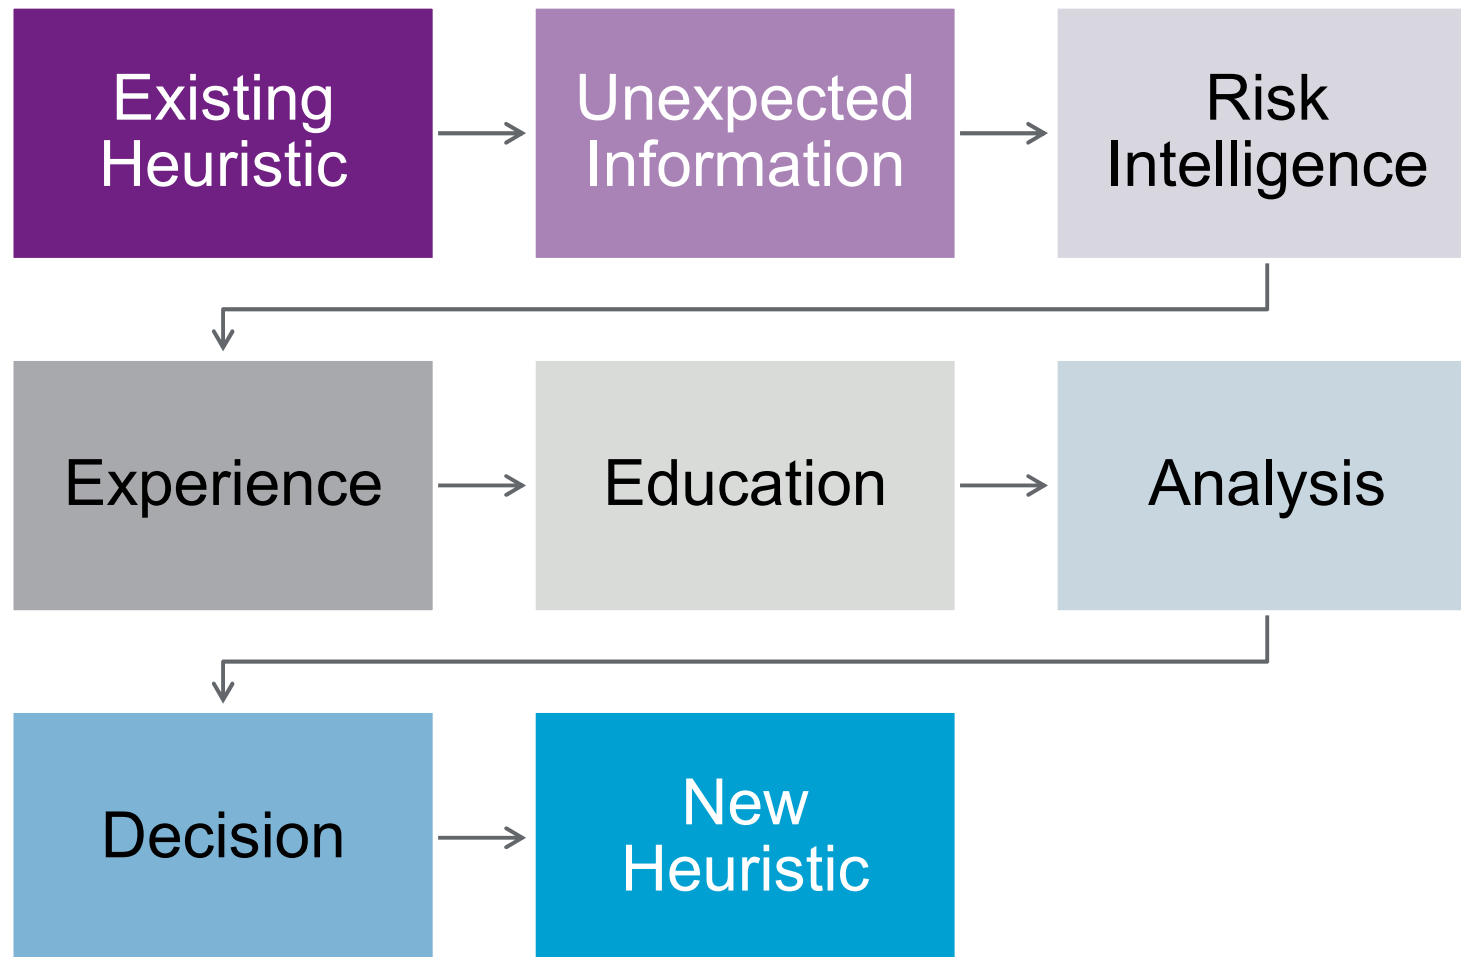 Existing
Heuristic
Unexpected
Information
Risk
Intelligence
Experience
Education
Analysis
Decision
New
Heuristic